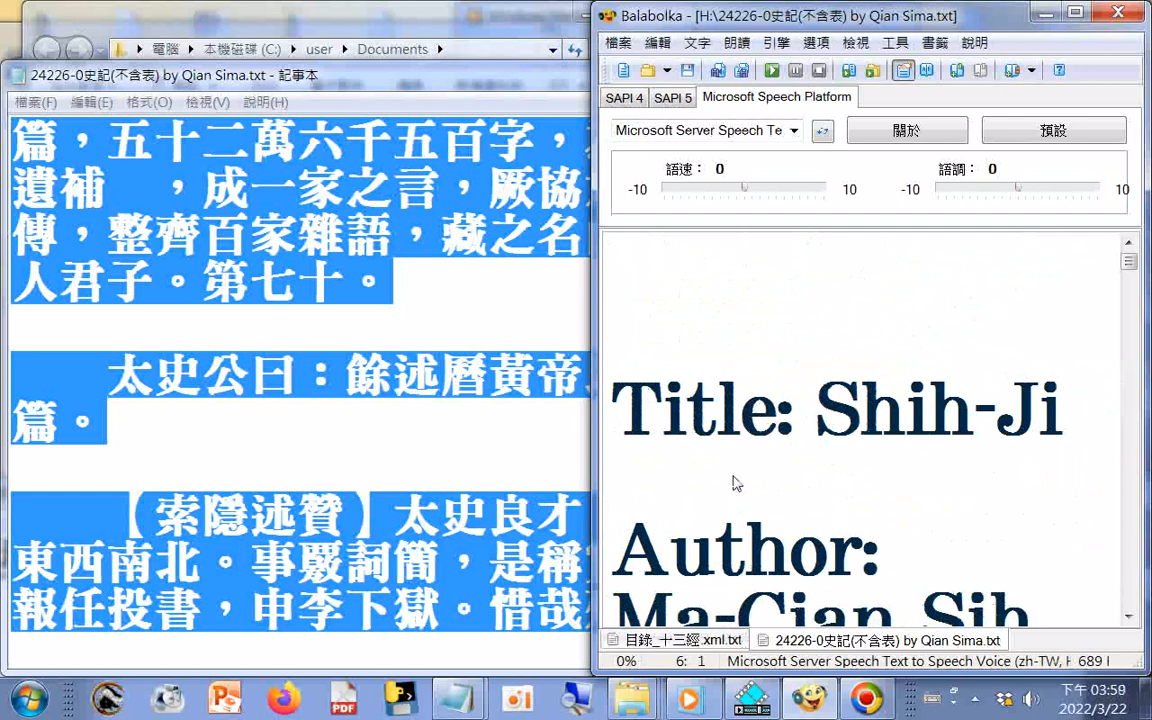 電腦 本機磁碟 (C:) user Documents
24226-0史記(不含表) by Qian Sima.txt - 記事本
檔案(F) 編輯(E) 格式(O) 檢視(V) 說明(H)
篇，五十二萬六千五百字，
遺補　，成一家之言，厥協
傳，整齊百家雜語，藏之名
人君子。第七十。
太史公曰：餘述曆黃帝
篇。
【索隱述贊】太史良才
東西南北。事覈詞簡，是稱
報任投書，申李下獄。惜哉
Balabolka - [H:\24226-0史記(不含表) by Qian Sima.txt]
檔案 編輯 文字 朗讀 引擎 選項 檢視 工具 書籤 說明
SAPI 4 SAPI 5 Microsoft Speech Platform
Microsoft Server Speech Te 關於 預設
語速： 0 語調： 0
-10 10 -10 10
Title: Shih-Ji
Author:
Ma-Cian Sih
目錄_十三經.xml.txt 24226-0史記(不含表) by Qian Sima.txt
0% 6: 1 Microsoft Server Speech Text to Speech Voice (zh-TW, H 689 
下午 03:59
2022/3/22